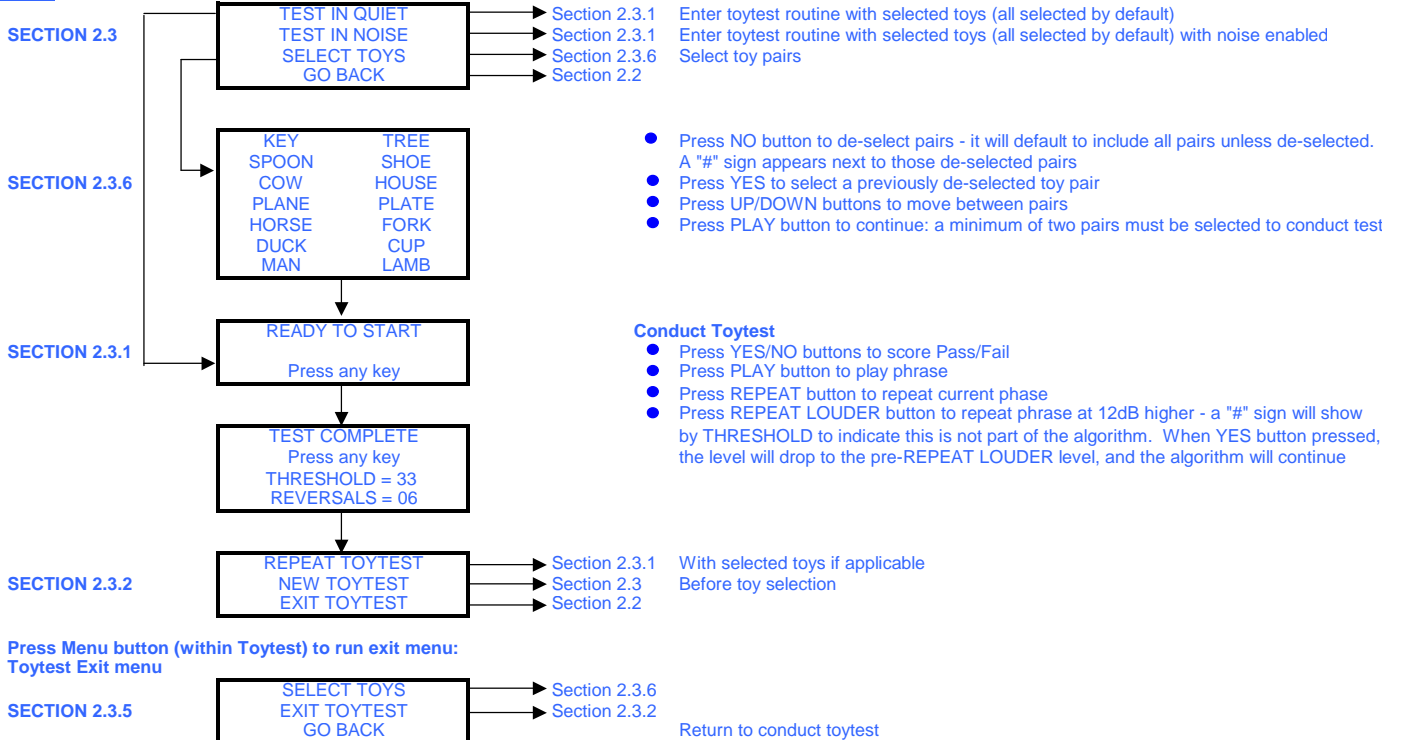 TEST IN QUIET Section 2.3.1 Enter toytest routine with selected toys (all selected by default)
SECTION 2.3 TEST IN NOISE Section 2.3.1 Enter toytest routine with selected toys (all selected by default) with noise enabled
SELECT TOYS Section 2.3.6 Select toy pairs
GO BACK Section 2.2
SECTION 2.3.6
KEY TREE
SPOON SHOE
COW HOUSE
PLANE PLATE
HORSE FORK
DUCK CUP
MAN LAMB
● Press NO button to de-select pairs - it will default to include all pairs unless de-selected.
A "#" sign appears next to those de-selected pairs
● Press YES to select a previously de-selected toy pair
● Press UP/DOWN buttons to move between pairs
● Press PLAY button to continue: a minimum of two pairs must be selected to conduct test
SECTION 2.3.1
READY TO START
Press any key
Conduct Toytest
● Press YES/NO buttons to score Pass/Fail
● Press PLAY button to play phrase
● Press REPEAT button to repeat current phase
● Press REPEAT LOUDER button to repeat phrase at 12dB higher - a "#" sign will show
by THRESHOLD to indicate this is not part of the algorithm. When YES button pressed,
the level will drop to the pre-REPEAT LOUDER level, and the algorithm will continue
TEST COMPLETE
Press any key
THRESHOLD = 33
REVERSALS = 06
REPEAT TOYTEST Section 2.3.1 With selected toys if applicable
SECTION 2.3.2 NEW TOYTEST Section 2.3 Before toy selection
EXIT TOYTEST Section 2.2
Press Menu button (within Toytest) to run exit menu:
Toytest Exit menu
SELECT TOYS Section 2.3.6
SECTION 2.3.5 EXIT TOYTEST Section 2.3.2
GO BACK Return to conduct toytest